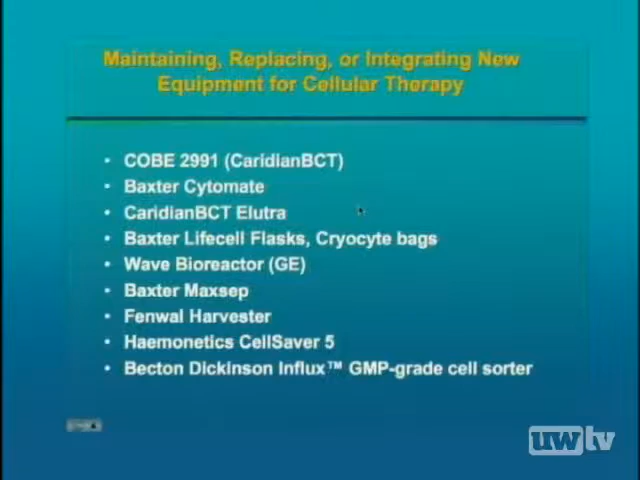 Maintaining, Replacing, or Integrating New
Equipment for Cellular Therapy
• COBE 2991 (CaridianBCT)
• Baxter Cytomate
• CaridianBCT Elutra
• Baxter Lifecell Flasks, Cryocyte bags
• Wave Bioreactor (GE)
• Baxter Maxsep
• Fenwal Harvester
• Haemonetics CellSaver 5
• Becton Dickinson Influx™ GMP-grade cell sorter
uwtv